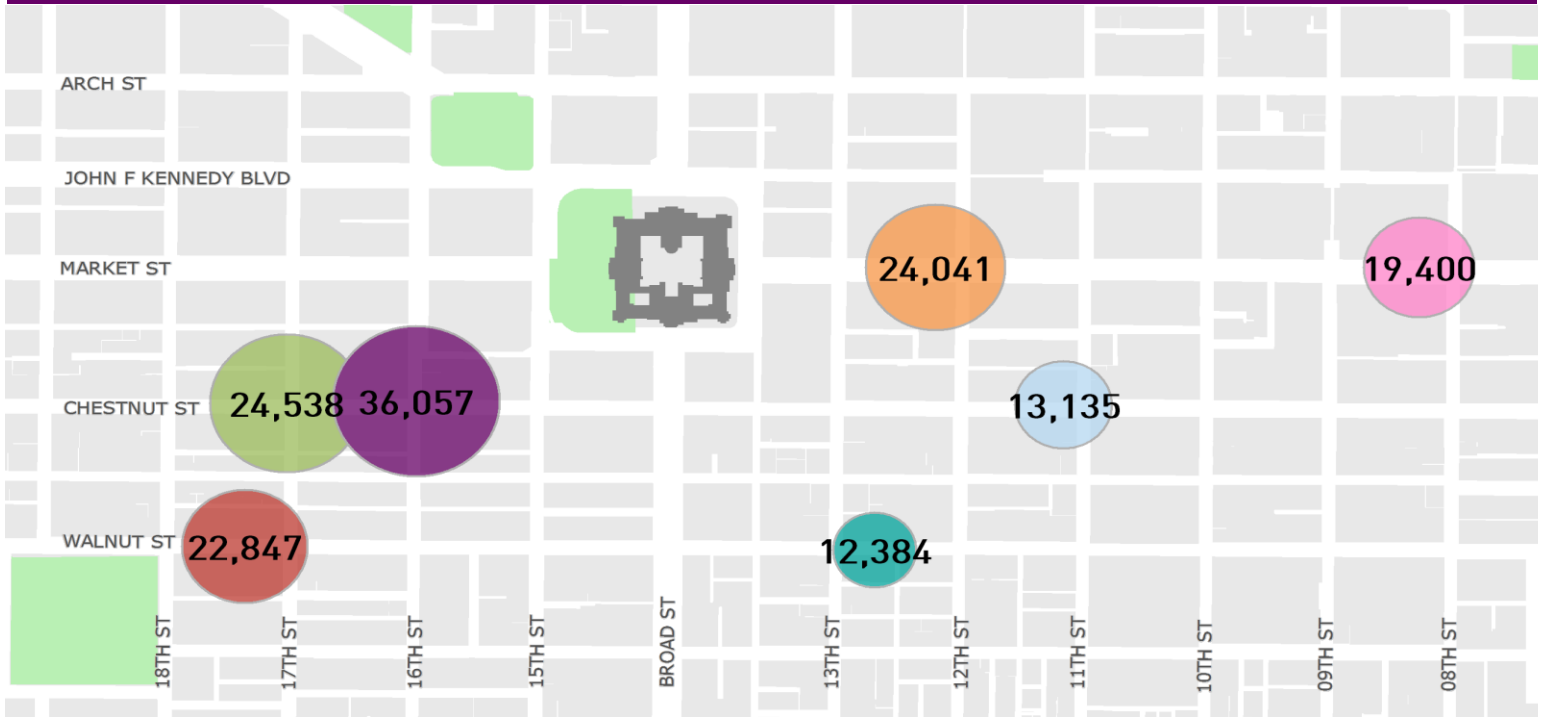 ARCH ST
JOHN F KENNEDY BLVD
MARKET ST
24,041
19,400
CHESTNUT ST
24,538
36,057
13,135
WALNUT ST
22,847
12,384
18TH ST
17TH ST
16TH ST
15TH ST
BROAD ST
13TH ST
12TH ST
11TH ST
10TH ST
09TH ST
08TH ST